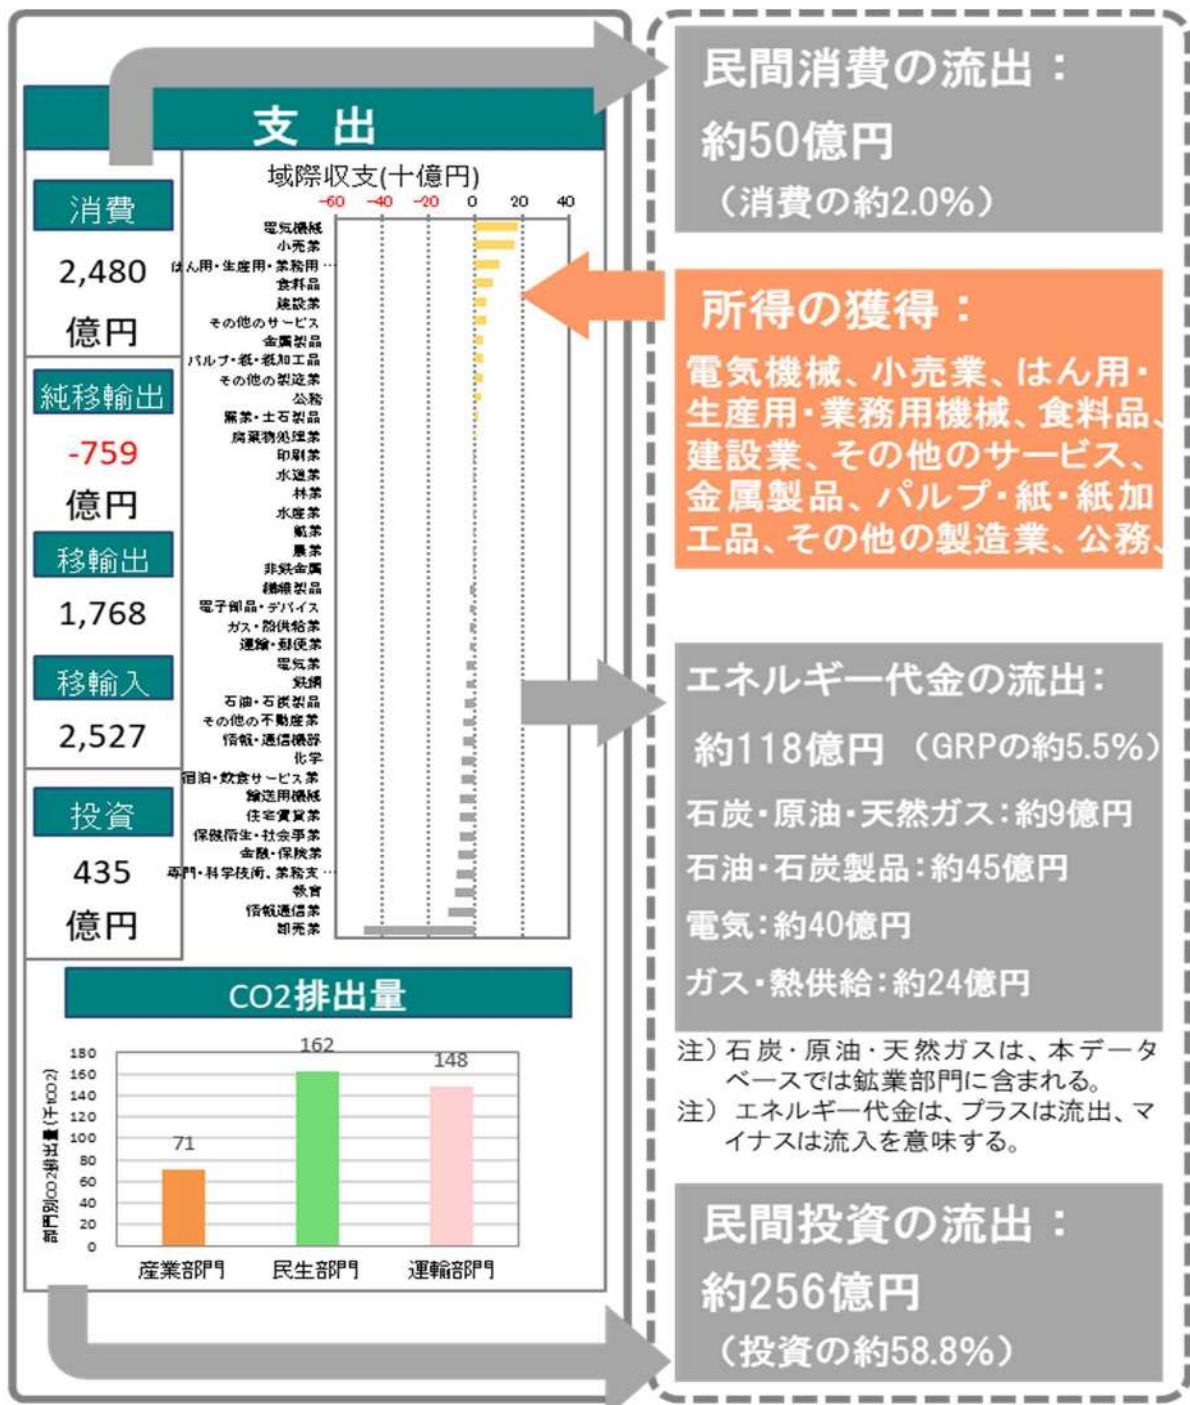 支 出
消費
2,480
億円
純移輸出
-759
億円
移輸出
1,768
移輸入
2,527
投資
435
億円
域際収支(十億円)
-60 -40 -20 0 20 40
電気機械
小売業
はん用・生産用・業務用…
食料品
建設業
その他のサービス
金属製品
パルプ・紙・紙加工品
その他の製造業
公務
窯業・土石製品
廃棄物処理業
印刷業
水道業
林業
水産業
鉱業
農業
非鉄金属
繊維製品
電子部品・デバイス
ガス・熱供給業
運輸・郵便業
電気業
鉄鋼
石油・石炭製品
その他の不動産業
情報・通信機器
化学
宿泊・飲食サービス業
輸送用機械
住宅賃貸業
保健衛生・社会事業
金融・保険業
専門・科学技術、業務支…
教育
情報通信業
卸売業
CO2排出量
部門別CO2排出量(千tCO2)
180
160
140
120
100
80
60
40
20
0
71
162
148
産業部門
民生部門
運輸部門
民間消費の流出：
約50億円
（消費の約2.0%）
所得の獲得：
電気機械、小売業、はん用・
生産用・業務用機械、食料品、
建設業、その他のサービス、
金属製品、パルプ・紙・紙加
工品、その他の製造業、公務、
エネルギー代金の流出：
約118億円（GRPの約5.5%）
石炭・原油・天然ガス：約9億円
石油・石炭製品：約45億円
電気：約40億円
ガス・熱供給：約24億円
注）石炭・原油・天然ガスは、本データ
ベースでは鉱業部門に含まれる。
注）エネルギー代金は、プラスは流出、マ
イナスは流入を意味する。
民間投資の流出：
約256億円
（投資の約58.8%）